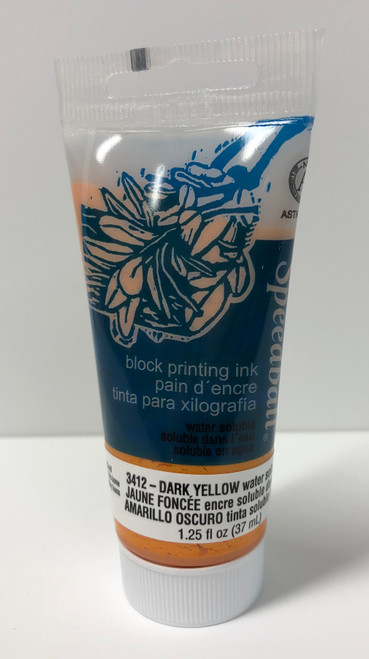 ASTM
Speedball®
block printing ink
pain d´encre
tinta para xilografía
water soluble
soluble dans l'eau
soluble en agua
3412 – DARK YELLOW water
JAUNE FONCÉE encre soluble
AMARILLO OSCURO tinta
1.25 fl oz (37 mL)